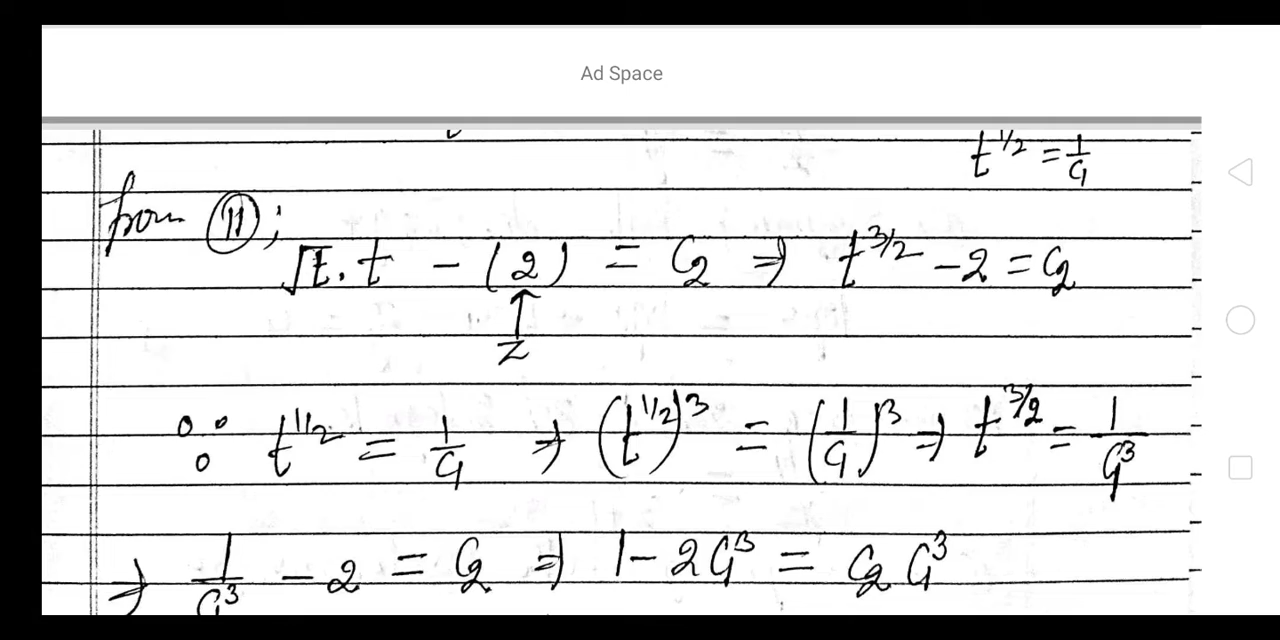 Ad Space
t^1/2 = 1/C₁
from (II);
√t. t - (2) = C₂ ⇒ t^3/2 - 2 = C₂
↑
z
∵ t^1/2 = 1/C₁ ⇒ (t^1/2)^3 = (1/C₁)^3 ⇒ t^3/2 = 1/C₁^3
⇒ 1/C₁^3 - 2 = C₂ ⇒ 1 - 2C₁^3 = C₂ C₁^3